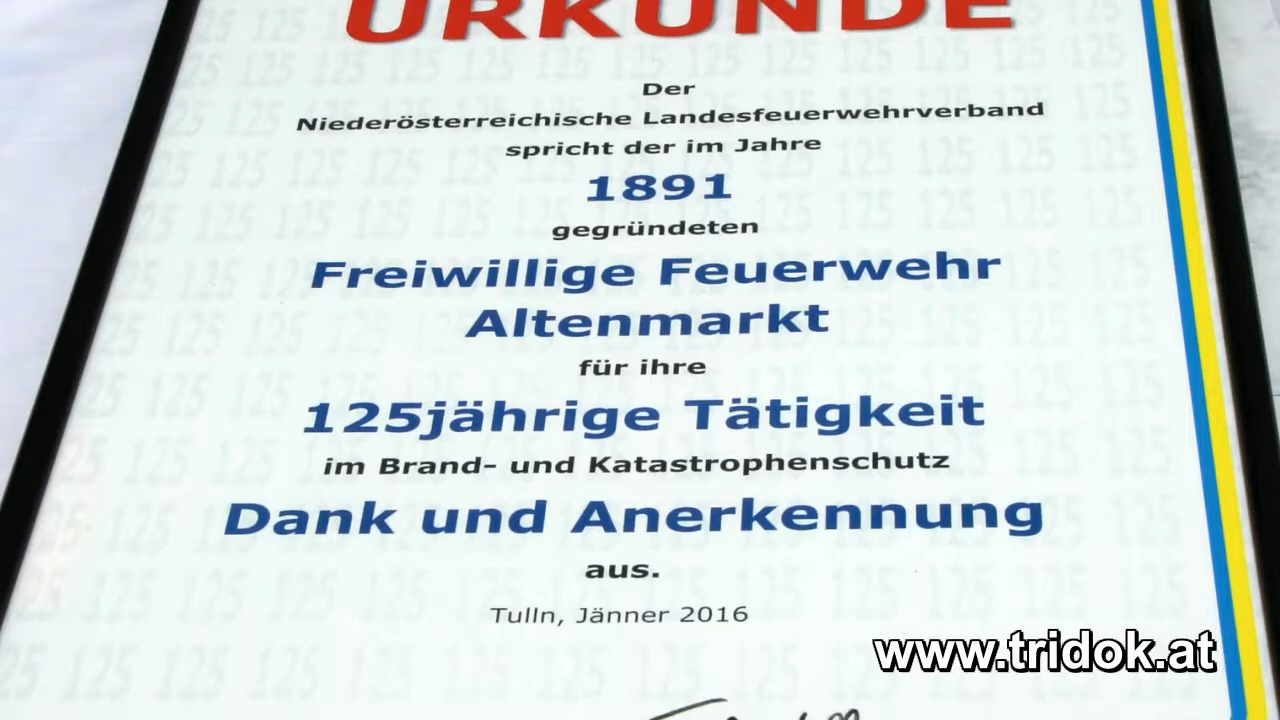 URKUNDE
Der
Niederösterreichische Landesfeuerwehrverband
spricht der im Jahre
1891
gegründeten
Freiwillige Feuerwehr
Altenmarkt
für ihre
125jährige Tätigkeit
im Brand- und Katastrophenschutz
Dank und Anerkennung
aus.
Tulln, Jänner 2016
www.tridok.at